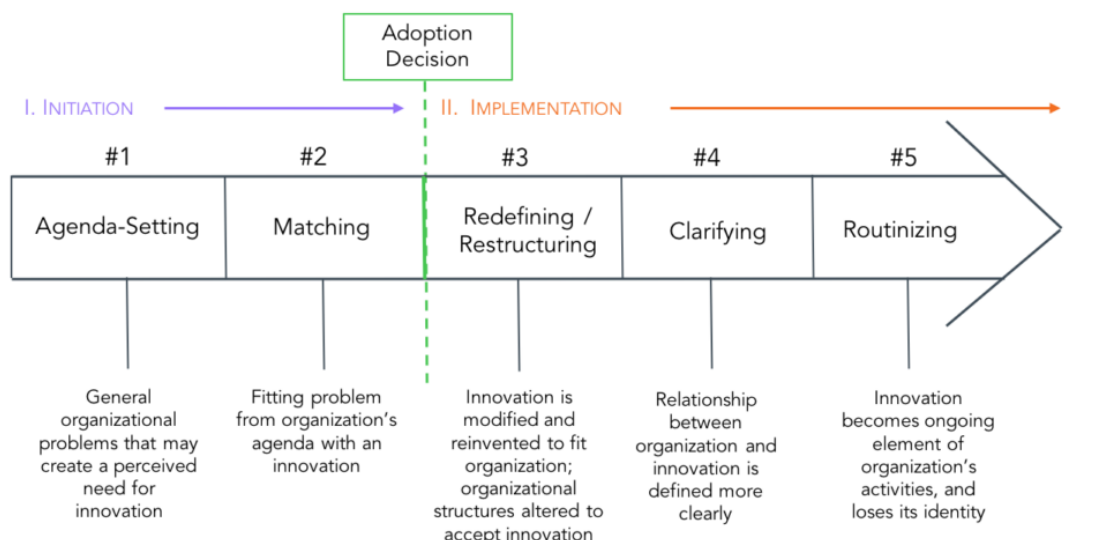 Adoption
Decision
I. INITIATION
II. IMPLEMENTATION
#1
#2
#3
#4
#5
Agenda-Setting
Matching
Redefining /
Restructuring
Clarifying
Routinizing
General
organizational
problems that may
create a perceived
need for
innovation
Fitting problem
from organization's
agenda with an
innovation
Innovation is
modified and
reinvented to fit
organization;
organizational
structures altered to
accept innovation
Relationship
between
organization and
innovation is
defined more
clearly
Innovation
becomes ongoing
element of
organization's
activities, and
loses its identity